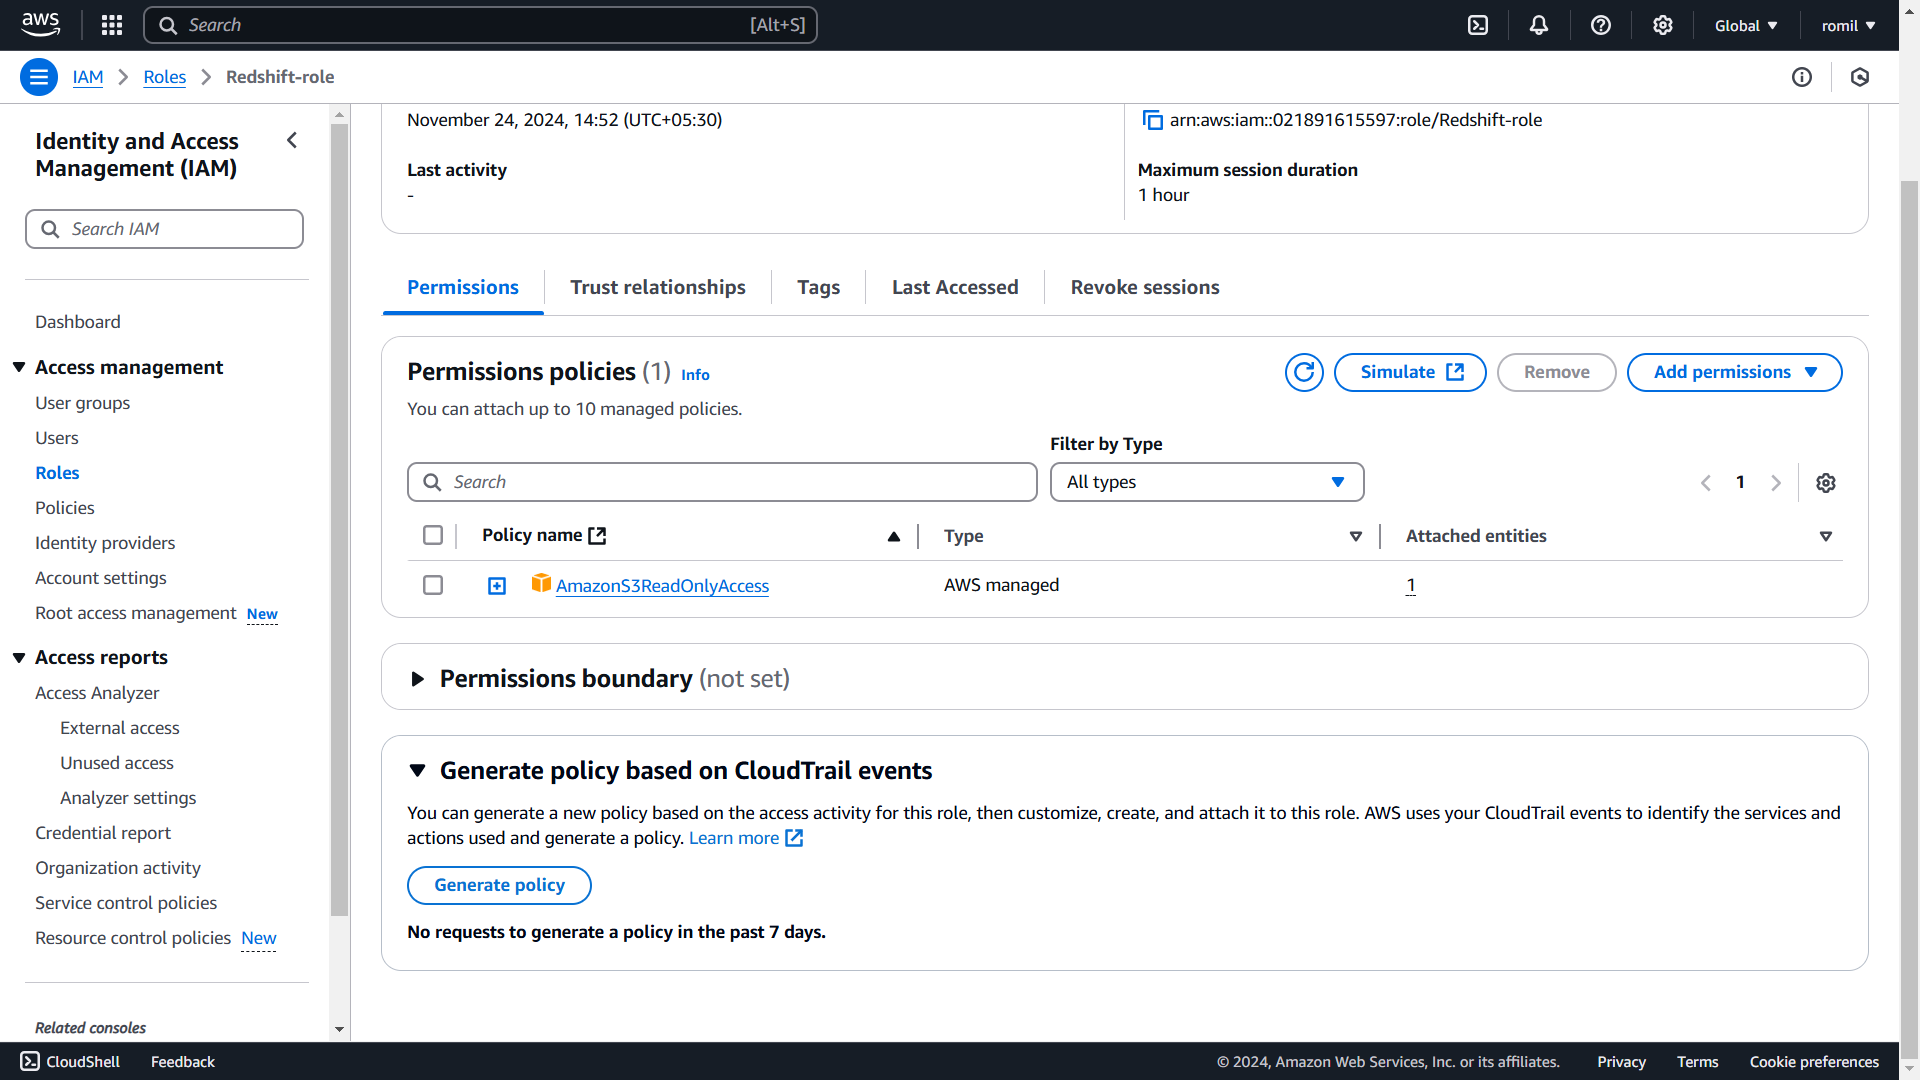 aws
Search
[Alt+S]
Global
romil
IAM
Roles
Redshift-role
Identity and Access
Management (IAM)
Search IAM
Dashboard
Access management
User groups
Users
Roles
Policies
Identity providers
Account settings
Root access management New
Access reports
Access Analyzer
External access
Unused access
Analyzer settings
Credential report
Organization activity
Service control policies
Resource control policies New
Related consoles
November 24, 2024, 14:52 (UTC+05:30)
arn:aws:iam::021891615597:role/Redshift-role
Last activity
-
Maximum session duration
1 hour
Permissions
Trust relationships
Tags
Last Accessed
Revoke sessions
Permissions policies (1) Info
Simulate
Remove
Add permissions
You can attach up to 10 managed policies.
Filter by Type
Search
All types
1
Policy name
Type
Attached entities
AmazonS3ReadOnlyAccess
AWS managed
1
Permissions boundary (not set)
Generate policy based on CloudTrail events
You can generate a new policy based on the access activity for this role, then customize, create, and attach it to this role. AWS uses your CloudTrail events to identify the services and
actions used and generate a policy. Learn more
Generate policy
No requests to generate a policy in the past 7 days.
CloudShell
Feedback
© 2024, Amazon Web Services, Inc. or its affiliates.
Privacy
Terms
Cookie preferences